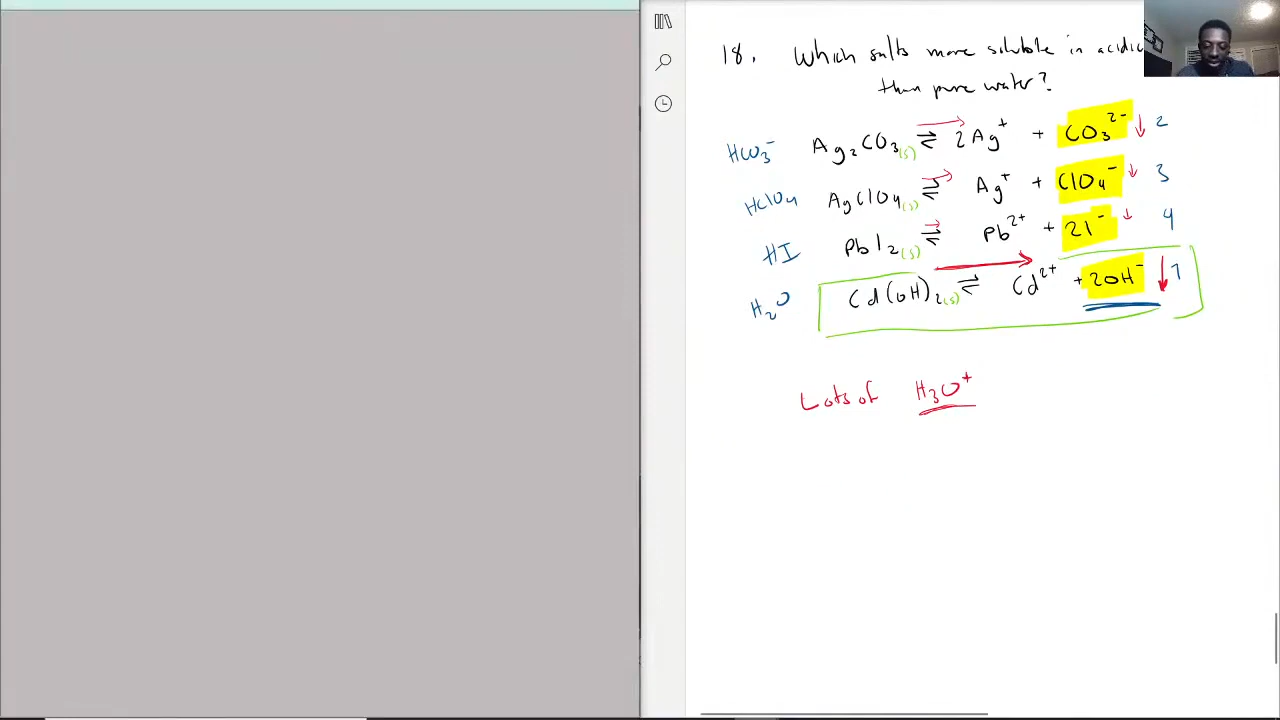 18. Which salts more soluble in acidic
than pure water?
HCO3⁻ Ag2CO3(s) ⇌ 2Ag⁺ + CO3²⁻ ↓ 2
HClO4 AgClO4(s) ⇌ Ag⁺ + ClO4⁻ ↓ 3
HI PbI2(s) ⇌ Pb²⁺ + 2I⁻ ↓ 4
H2O Cd(OH)2(s) ⇌ Cd²⁺ + 2OH⁻ ↓ 1
Lots of H3O⁺